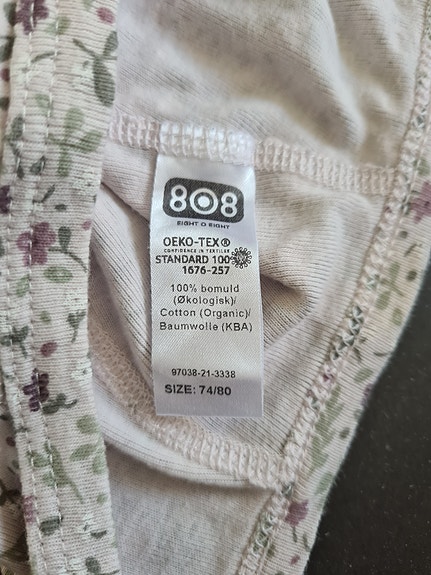 808
EIGHT O EIGHT
OEKO-TEX®
CONFIDENCE IN TEXTILES
STANDARD 100
1676-257
100% bomuld
(Økologisk)/
Cotton (Organic)/
Baumwolle (KBA)
97038-21-3338
SIZE: 74/80